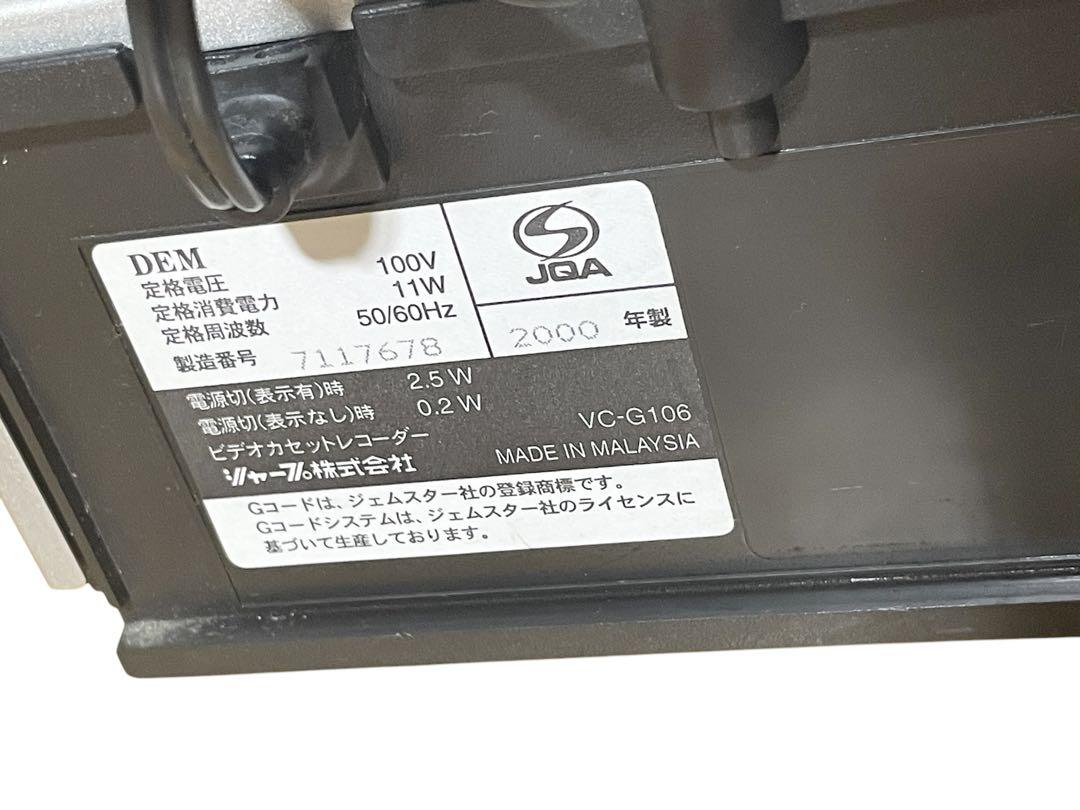 DEM
定格電圧 100V
定格消費電力 11W
定格周波数 50/60Hz
製造番号 7117678
JQA
2000 年製
電源切(表示有)時 2.5W
電源切(表示なし)時 0.2W
ビデオカセットレコーダー VC-G106
シャープ株式会社 MADE IN MALAYSIA
Gコードは、ジェムスター社の登録商標です。
Gコードシステムは、ジェムスター社のライセンスに
基づいて生産しております。